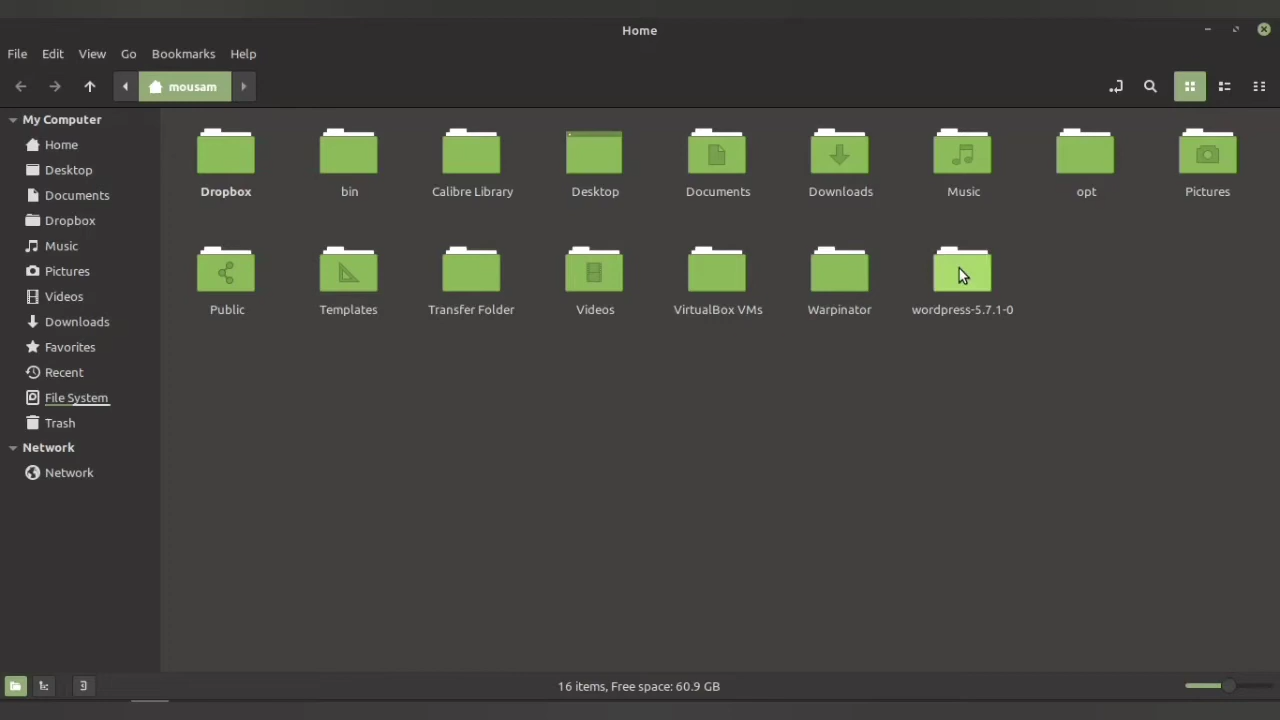 Home
File Edit View Go Bookmarks Help
mousam
My Computer
Home
Desktop
Documents
Dropbox
Music
Pictures
Videos
Downloads
Favorites
Recent
File System
Trash
Network
Network
Dropbox bin Calibre Library Desktop Documents Downloads Music opt Pictures
Public Templates Transfer Folder Videos VirtualBox VMs Warpinator wordpress-5.7.1-0
16 items, Free space: 60.9 GB